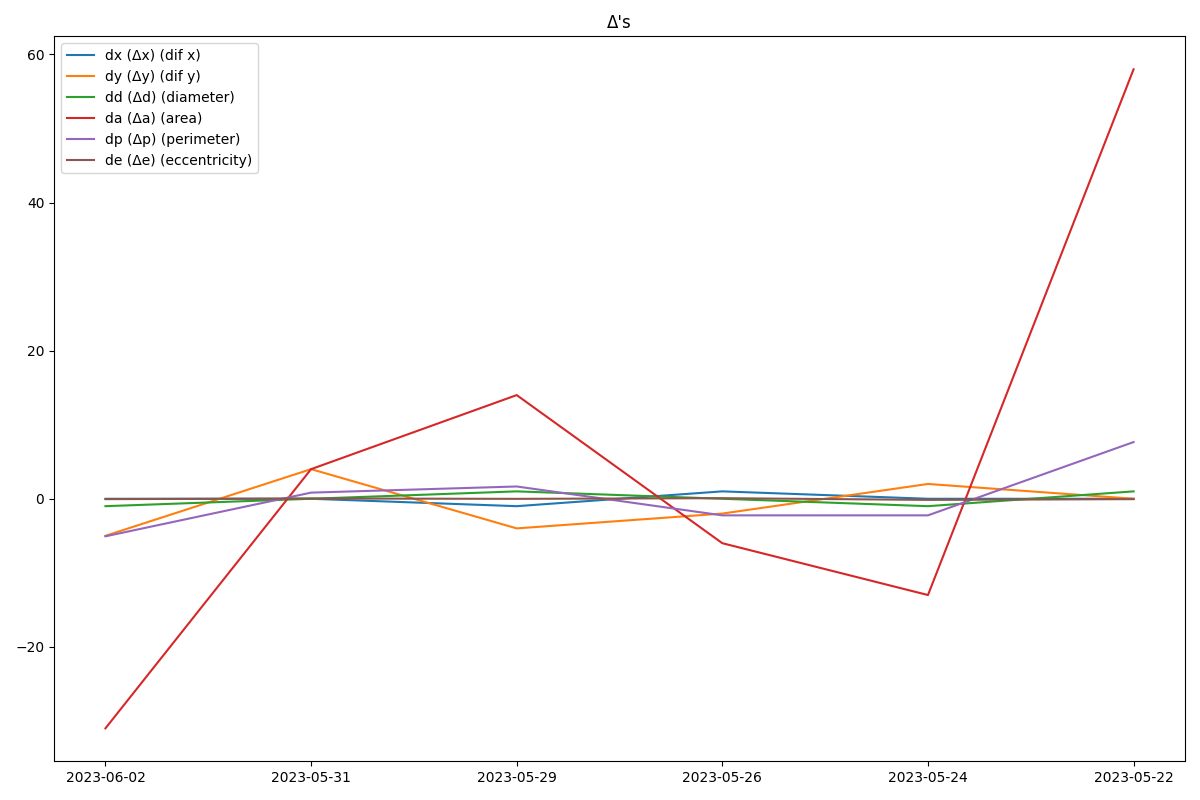 Δ's
dx (Δx) (dif x)
dy (Δy) (dif y)
dd (Δd) (diameter)
da (Δa) (area)
dp (Δp) (perimeter)
de (Δe) (eccentricity)
60
40
20
0
−20
2023-06-02 2023-05-31 2023-05-29 2023-05-26 2023-05-24 2023-05-22